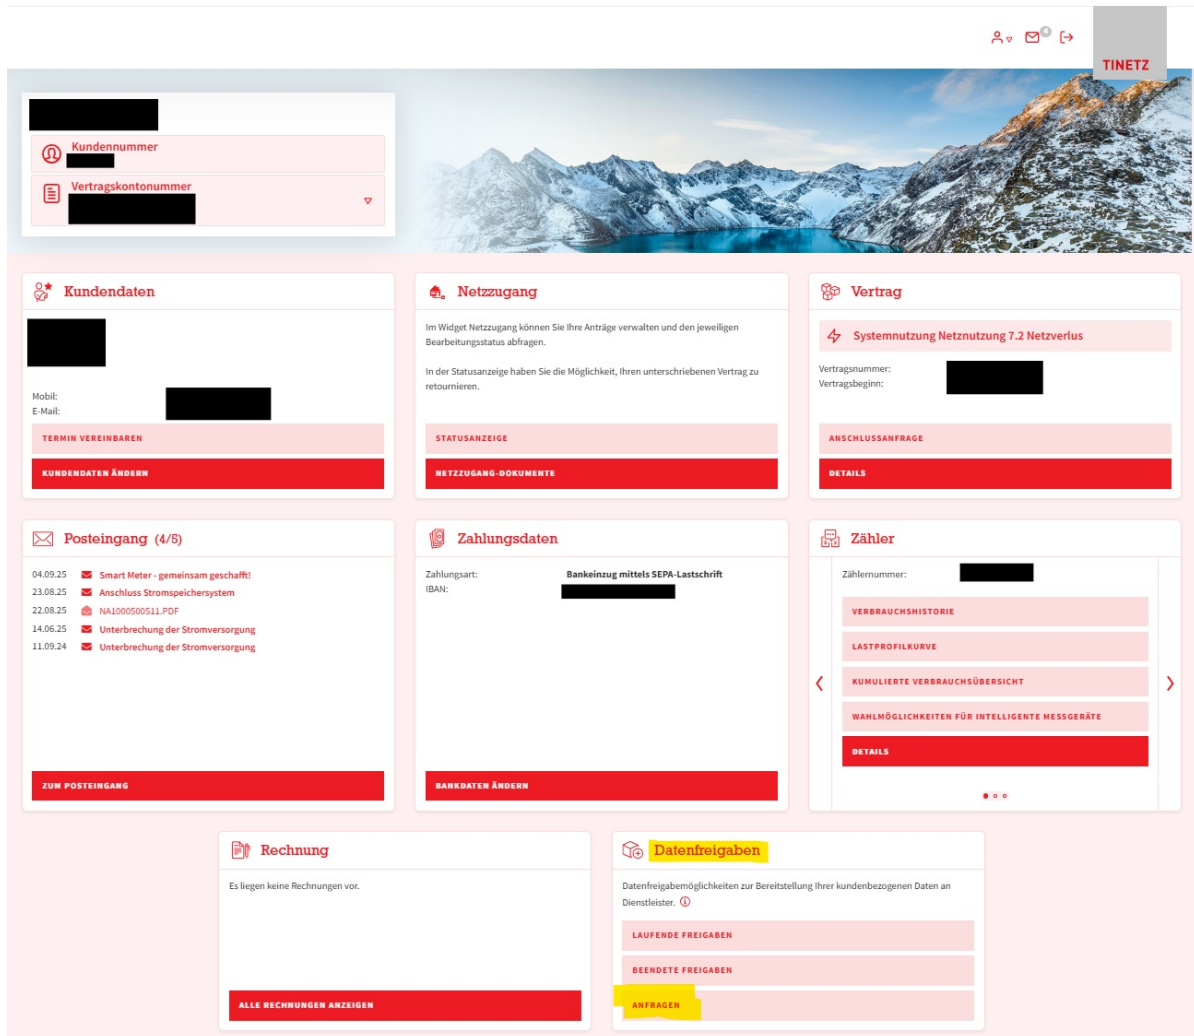 4
TINETZ
Kundennummer
Vertragskontonummer
Kundendaten
Mobil:
E-Mail:
TERMIN VEREINBAREN
KUNDENDATEN ÄNDERN
Netzzugang
Im Widget Netzzugang können Sie Ihre Anträge verwalten und den jeweiligen
Bearbeitungsstatus abfragen.
In der Statusanzeige haben Sie die Möglichkeit, Ihren unterschriebenen Vertrag zu
retournieren.
STATUSANZEIGE
NETZZUGANG-DOKUMENTE
Vertrag
Systemnutzung Netznutzung 7.2 Netzverlus
Vertragsnummer:
Vertragsbeginn:
ANSCHLUSSANFRAGE
DETAILS
Posteingang (4/5)
04.09.25 Smart Meter - gemeinsam geschafft!
23.08.25 Anschluss Stromspeichersystem
22.08.25 NA1000500511.PDF
14.06.25 Unterbrechung der Stromversorgung
11.09.24 Unterbrechung der Stromversorgung
ZUM POSTEINGANG
Zahlungsdaten
Zahlungsart: Bankeinzug mittels SEPA-Lastschrift
IBAN:
BANKDATEN ÄNDERN
Zähler
Zählernummer:
VERBRAUCHSHISTORIE
LASTPROFILKURVE
KUMULIERTE VERBRAUCHSÜBERSICHT
WAHLMÖGLICHKEITEN FÜR INTELLIGENTE MESSGERÄTE
DETAILS
Rechnung
Es liegen keine Rechnungen vor.
ALLE RECHNUNGEN ANZEIGEN
Datenfreigaben
Datenfreigabemöglichkeiten zur Bereitstellung Ihrer kundenbezogenen Daten an
Dienstleister.
LAUFENDE FREIGABEN
BEENDETE FREIGABEN
ANFRAGEN